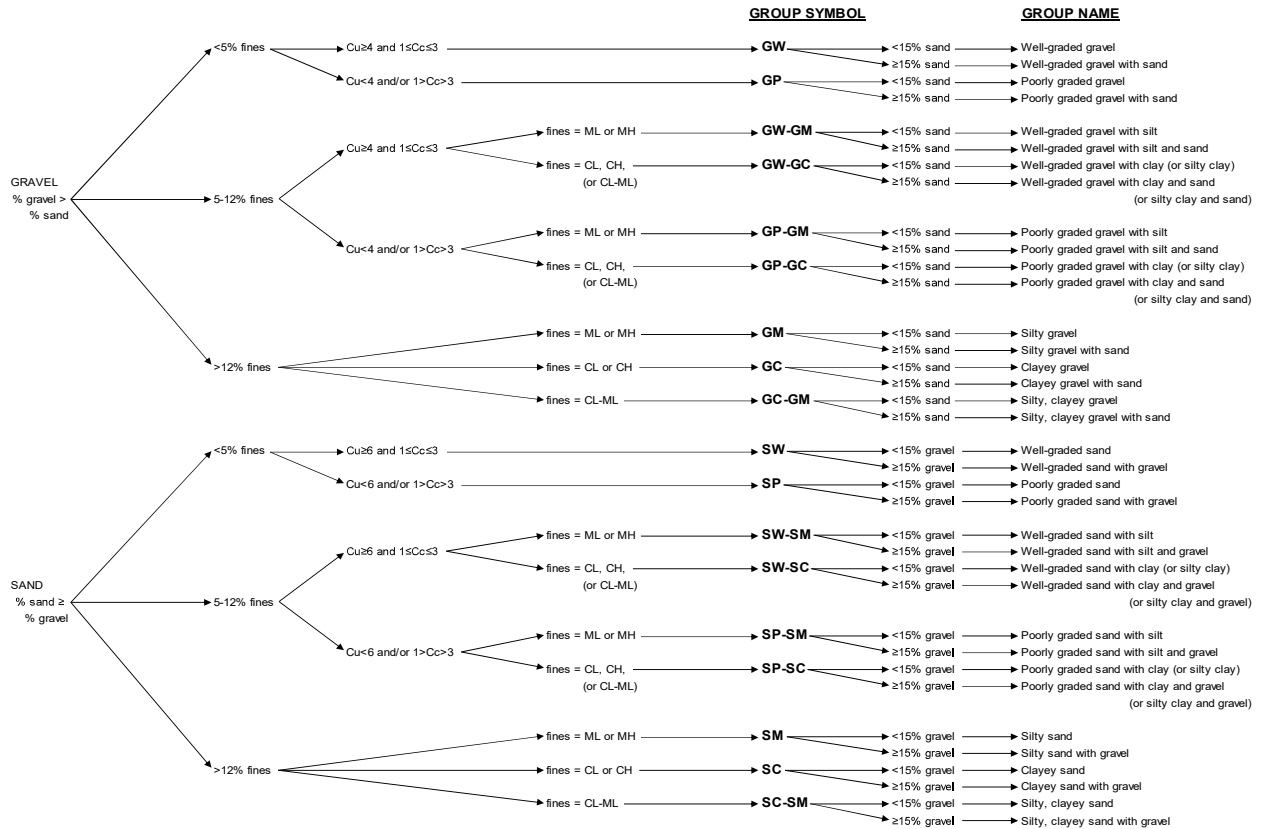 GROUP SYMBOL GROUP NAME
<5% fines Cu≥4 and 1≤Cc≤3 GW <15% sand Well-graded gravel
≥15% sand Well-graded gravel with sand
Cu<4 and/or 1>Cc>3 GP <15% sand Poorly graded gravel
≥15% sand Poorly graded gravel with sand
fines = ML or MH GW-GM <15% sand Well-graded gravel with silt
Cu≥4 and 1≤Cc≤3 ≥15% sand Well-graded gravel with silt and sand
fines = CL, CH, GW-GC <15% sand Well-graded gravel with clay (or silty clay)
GRAVEL (or CL-ML) ≥15% sand Well-graded gravel with clay and sand
% gravel > 5-12% fines (or silty clay and sand)
% sand
fines = ML or MH GP-GM <15% sand Poorly graded gravel with silt
Cu<4 and/or 1>Cc>3 ≥15% sand Poorly graded gravel with silt and sand
fines = CL, CH, GP-GC <15% sand Poorly graded gravel with clay (or silty clay)
(or CL-ML) ≥15% sand Poorly graded gravel with clay and sand
(or silty clay and sand)
fines = ML or MH GM <15% sand Silty gravel
≥15% sand Silty gravel with sand
>12% fines fines = CL or CH GC <15% sand Clayey gravel
≥15% sand Clayey gravel with sand
fines = CL-ML GC-GM <15% sand Silty, clayey gravel
≥15% sand Silty, clayey gravel with sand
<5% fines Cu≥6 and 1≤Cc≤3 SW <15% gravel Well-graded sand
≥15% gravel Well-graded sand with gravel
Cu<6 and/or 1>Cc>3 SP <15% gravel Poorly graded sand
≥15% gravel Poorly graded sand with gravel
fines = ML or MH SW-SM <15% gravel Well-graded sand with silt
Cu≥6 and 1≤Cc≤3 ≥15% gravel Well-graded sand with silt and gravel
fines = CL, CH, SW-SC <15% gravel Well-graded sand with clay (or silty clay)
SAND (or CL-ML) ≥15% gravel Well-graded sand with clay and gravel
% sand ≥ 5-12% fines (or silty clay and gravel)
% gravel
fines = ML or MH SP-SM <15% gravel Poorly graded sand with silt
Cu<6 and/or 1>Cc>3 ≥15% gravel Poorly graded sand with silt and gravel
fines = CL, CH, SP-SC <15% gravel Poorly graded sand with clay (or silty clay)
(or CL-ML) ≥15% gravel Poorly graded sand with clay and gravel
(or silty clay and gravel)
fines = ML or MH SM <15% gravel Silty sand
≥15% gravel Silty sand with gravel
>12% fines fines = CL or CH SC <15% gravel Clayey sand
≥15% gravel Clayey sand with gravel
fines = CL-ML SC-SM <15% gravel Silty, clayey sand
≥15% gravel Silty, clayey sand with gravel